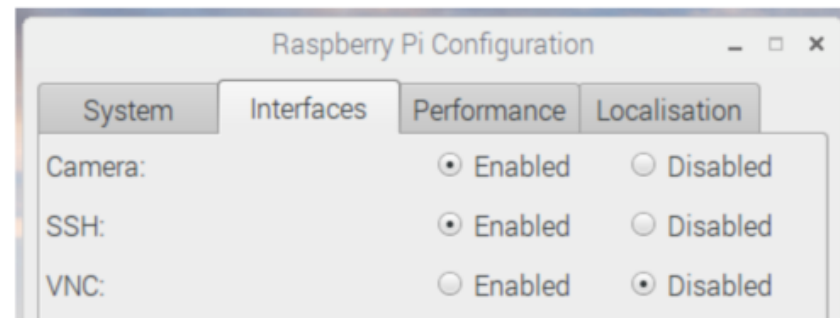 Raspberry Pi Configuration
System Interfaces Performance Localisation
Camera: Enabled Disabled
SSH: Enabled Disabled
VNC: Enabled Disabled